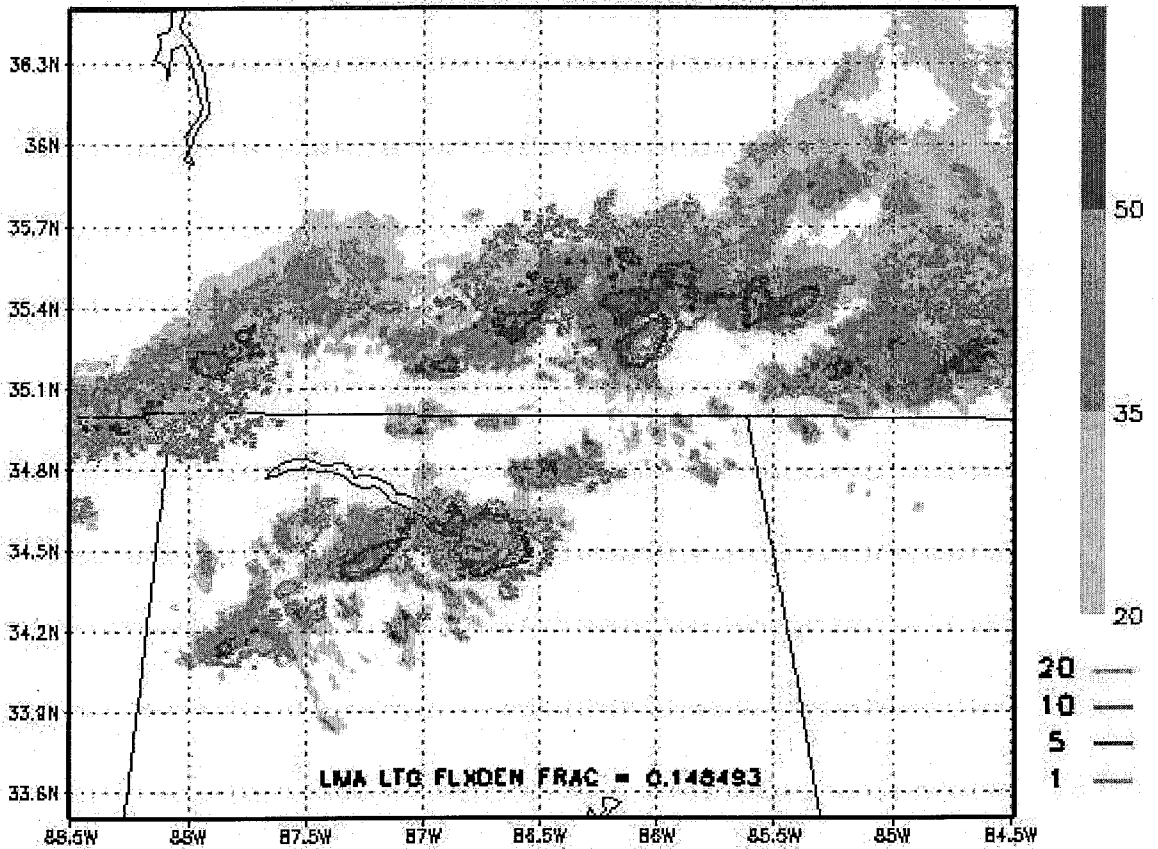 36.3N
36N
35.7N
35.4N
35.1N
34.8N
34.5N
34.2N
33.9N
33.6N
88.5W 88W 87.5W 87W 86.5W 86W 85.5W 85W 84.5W
LMA LTG FLXDEN FRAC = 0.148493
50
35
20
20
10
5
1